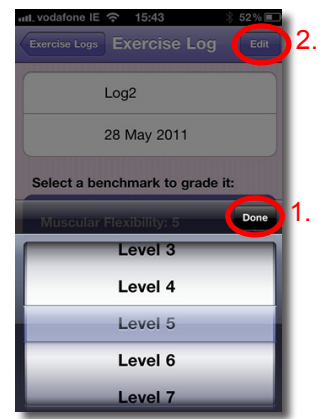 vodafone IE 15:43 52%
Exercise Logs Exercise Log Edit 2.
Log2
28 May 2011
Select a benchmark to grade it:
Muscular Flexibility: 5 Done 1.
Level 3
Level 4
Level 5
Level 6
Level 7